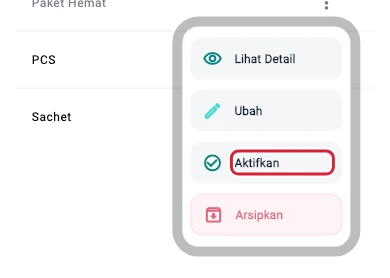 Paket Hemat
Lihat Detail
PCS
Ubah
Sachet
Aktifkan
Arsipkan